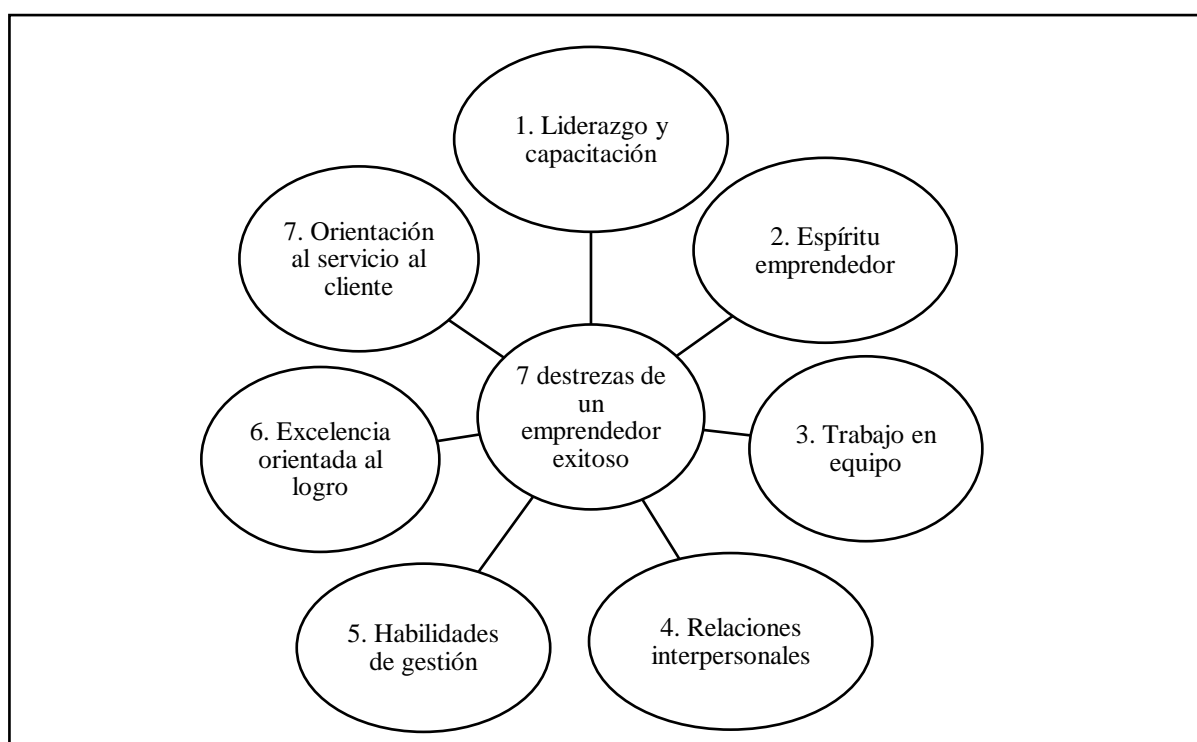 1. Liderazgo y
capacitación
2. Espíritu
emprendedor
3. Trabajo en
equipo
4. Relaciones
interpersonales
5. Habilidades
de gestión
6. Excelencia
orientada al
logro
7. Orientación
al servicio al
cliente
7 destrezas de
un
emprendedor
exitoso